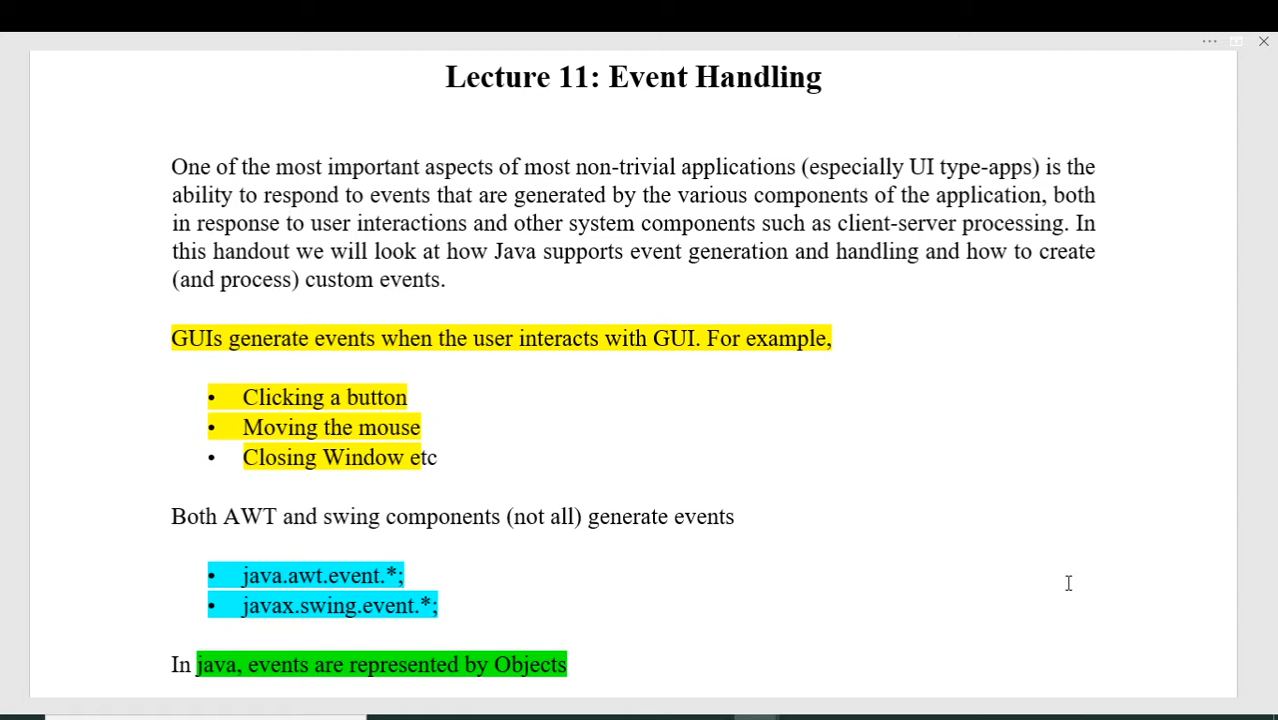 Lecture 11: Event Handling
One of the most important aspects of most non-trivial applications (especially UI type-apps) is the
ability to respond to events that are generated by the various components of the application, both
in response to user interactions and other system components such as client-server processing. In
this handout we will look at how Java supports event generation and handling and how to create
(and process) custom events.
GUIs generate events when the user interacts with GUI. For example,
• Clicking a button
• Moving the mouse
• Closing Window etc
Both AWT and swing components (not all) generate events
• java.awt.event.*;
• javax.swing.event.*;
In java, events are represented by Objects